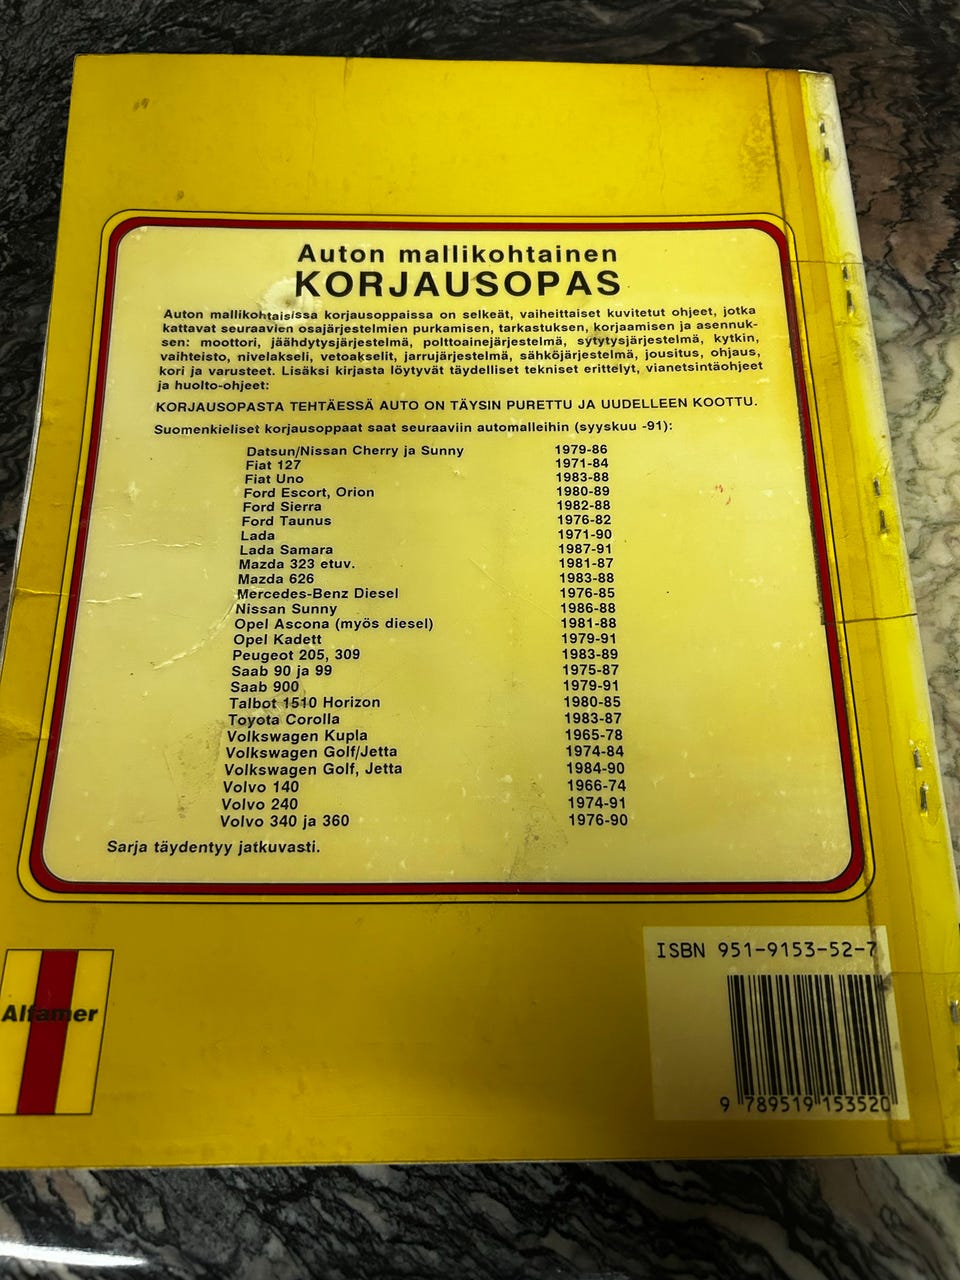 Auton mallikohtainen
KORJAUSOPAS
Auton mallikohtaisissa korjausoppaissa on selkeät, vaiheittaiset kuvitetut ohjeet, jotka
kattavat seuraavien osajärjestelmien purkamisen, tarkastuksen, korjaamisen ja asennuk-
sen: moottori, jäähdytysjärjestelmä, polttoainejärjestelmä, sytytysjärjestelmä, kytkin,
vaihteisto, nivelakseli, vetoakselit, jarrujärjestelmä, sähköjärjestelmä, jousitus, ohjaus,
kori ja varusteet. Lisäksi kirjasta löytyvät täydelliset tekniset erittelyt, vianetsintäohjeet
ja huolto-ohjeet:
KORJAUSOPASTA TEHTÄESSÄ AUTO ON TÄYSIN PURETTU JA UUDELLEEN KOOTTU.
Suomenkieliset korjausoppaat saat seuraaviin automalleihin (syyskuu -91):
Datsun/Nissan Cherry ja Sunny 1979-86
Fiat 127 1971-84
Fiat Uno 1983-88
Ford Escort, Orion 1980-89
Ford Sierra 1982-88
Ford Taunus 1976-82
Lada 1971-90
Lada Samara 1987-91
Mazda 323 etuv. 1981-87
Mazda 626 1983-88
Mercedes-Benz Diesel 1976-85
Nissan Sunny 1986-88
Opel Ascona (myös diesel) 1981-88
Opel Kadett 1979-91
Peugeot 205, 309 1983-89
Saab 90 ja 99 1975-87
Saab 900 1979-91
Talbot 1510 Horizon 1980-85
Toyota Corolla 1983-87
Volkswagen Kupla 1965-78
Volkswagen Golf/Jetta 1974-84
Volkswagen Golf, Jetta 1984-90
Volvo 140 1966-74
Volvo 240 1974-91
Volvo 340 ja 360 1976-90
Sarja täydentyy jatkuvasti.
ISBN 951-9153-52-7
Alfamer
9 789519 153520